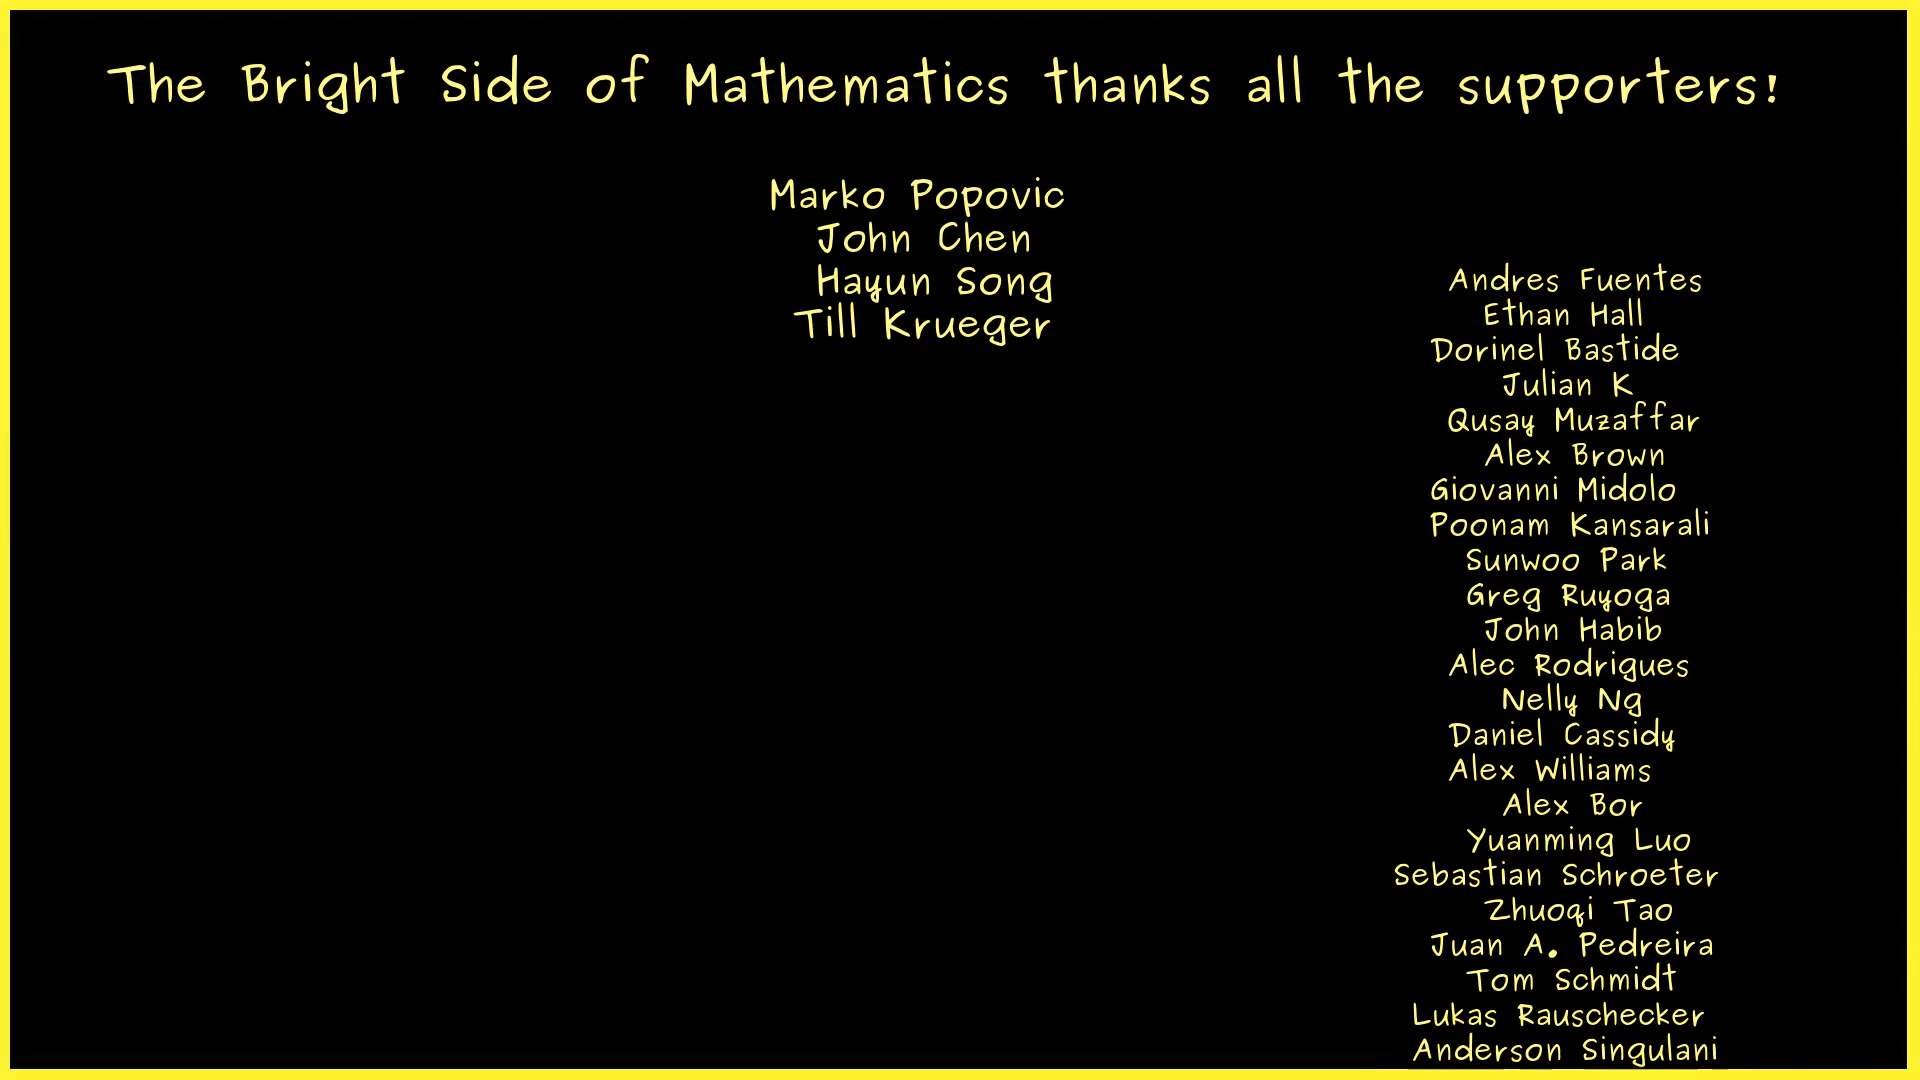 The Bright Side of Mathematics thanks all the supporters!
Marko Popovic
John Chen
Hayun Song
Till Krueger
Andres Fuentes
Ethan Hall
Dorinel Bastide
Julian K
Qusay Muzaffar
Alex Brown
Giovanni Midolo
Poonam Kansarali
Sunwoo Park
Greg Ruyoga
John Habib
Alec Rodrigues
Nelly Ng
Daniel Cassidy
Alex Williams
Alex Bor
Yuanming Luo
Sebastian Schroeter
Zhuoqi Tao
Juan A. Pedreira
Tom Schmidt
Lukas Rauschecker
Anderson Singulani